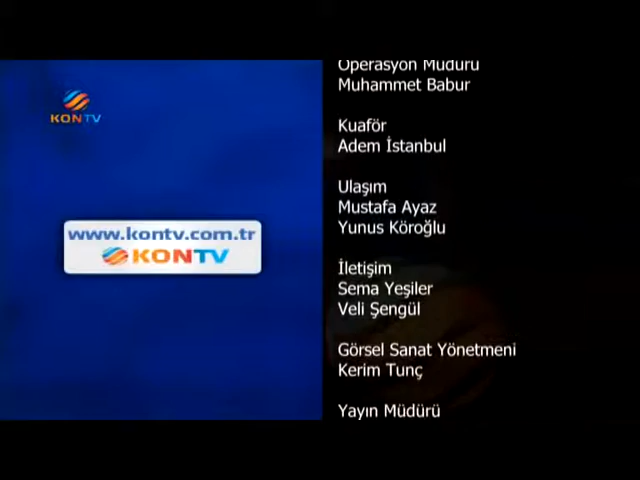 KONTV
www.kontv.com.tr
KONTV
Operasyon Müdürü
Muhammet Babur
Kuaför
Adem İstanbul
Ulaşım
Mustafa Ayaz
Yunus Köroğlu
İletişim
Sema Yeşiler
Veli Şengül
Görsel Sanat Yönetmeni
Kerim Tunç
Yayın Müdürü